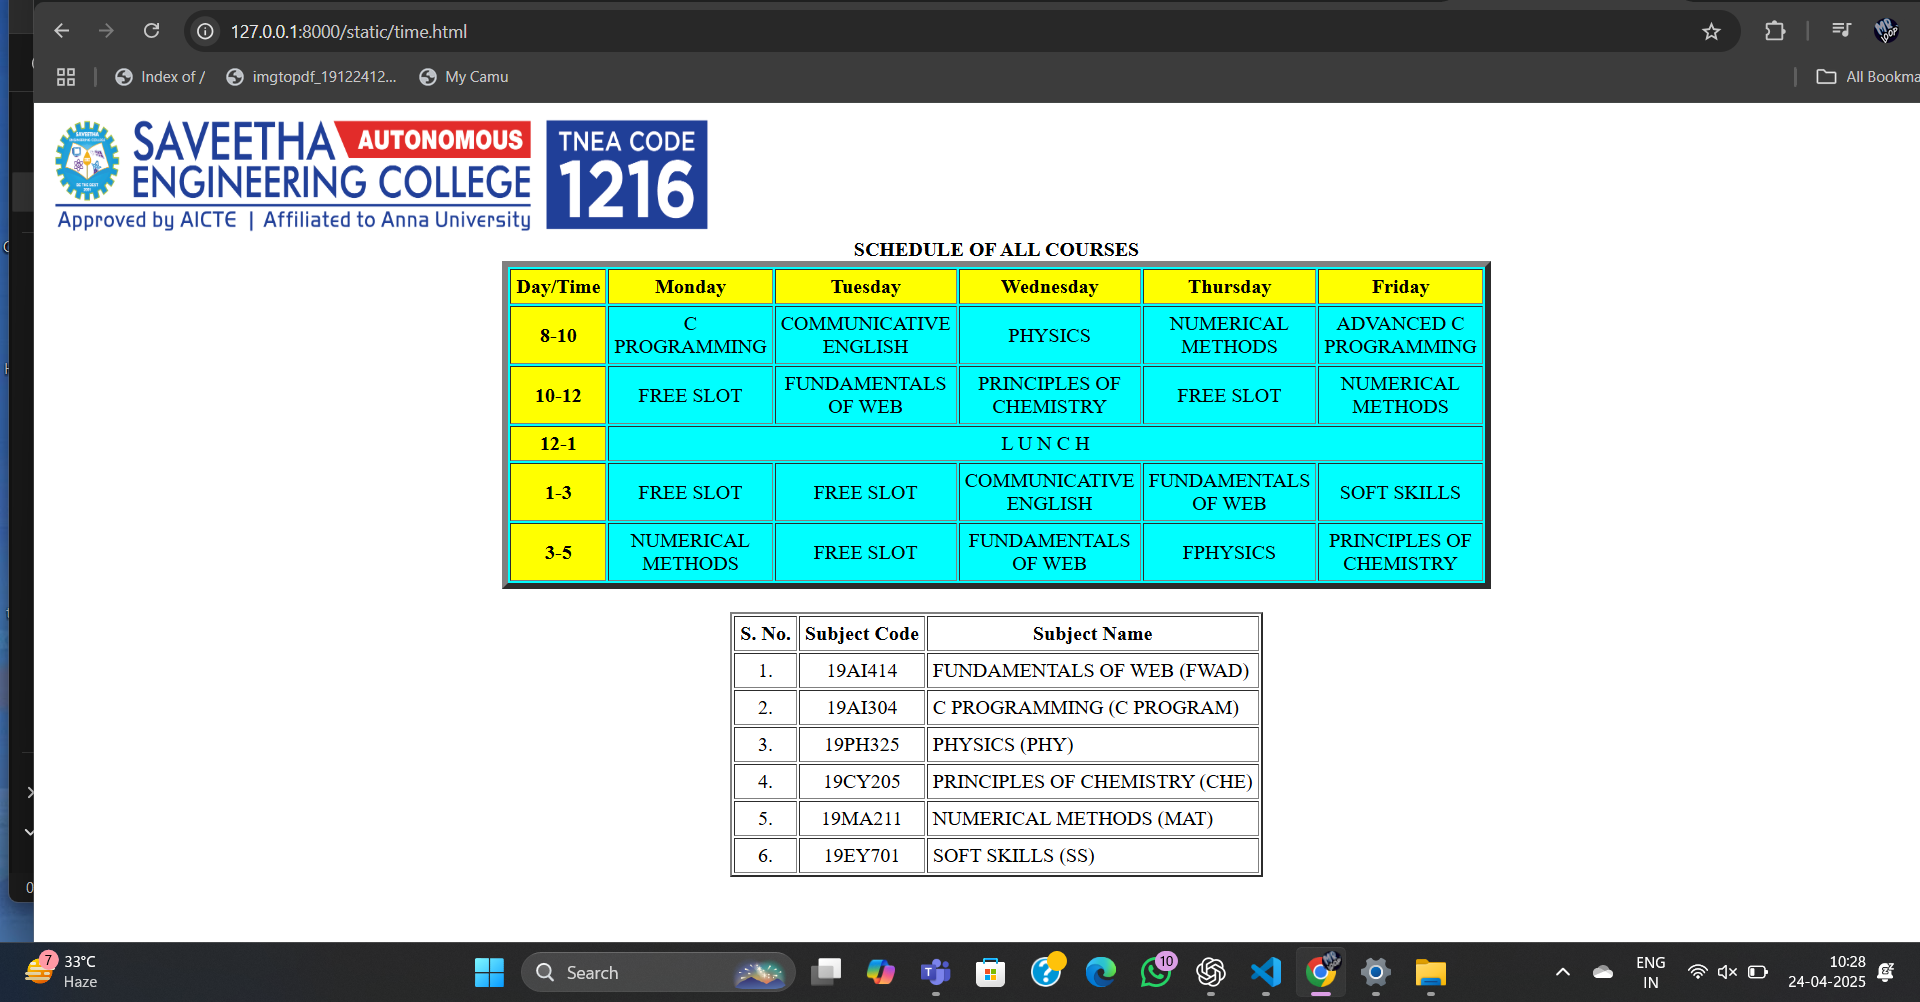 127.0.0.1:8000/static/time.html
Index of /
imgtopdf_19122412...
My Camu
All Bookma
SAVEETHA AUTONOMOUS
ENGINEERING COLLEGE
Approved by AICTE | Affiliated to Anna University
TNEA CODE
1216
SCHEDULE OF ALL COURSES
Day/Time Monday Tuesday Wednesday Thursday Friday
8-10 C PROGRAMMING COMMUNICATIVE ENGLISH PHYSICS NUMERICAL METHODS ADVANCED C PROGRAMMING
10-12 FREE SLOT FUNDAMENTALS OF WEB PRINCIPLES OF CHEMISTRY FREE SLOT NUMERICAL METHODS
12-1 L U N C H
1-3 FREE SLOT FREE SLOT COMMUNICATIVE ENGLISH FUNDAMENTALS OF WEB SOFT SKILLS
3-5 NUMERICAL METHODS FREE SLOT FUNDAMENTALS OF WEB FPHYSICS PRINCIPLES OF CHEMISTRY
S. No. Subject Code Subject Name
1. 19AI414 FUNDAMENTALS OF WEB (FWAD)
2. 19AI304 C PROGRAMMING (C PROGRAM)
3. 19PH325 PHYSICS (PHY)
4. 19CY205 PRINCIPLES OF CHEMISTRY (CHE)
5. 19MA211 NUMERICAL METHODS (MAT)
6. 19EY701 SOFT SKILLS (SS)
7
33°C
Haze
Search
10
ENG
IN
10:28
24-04-2025